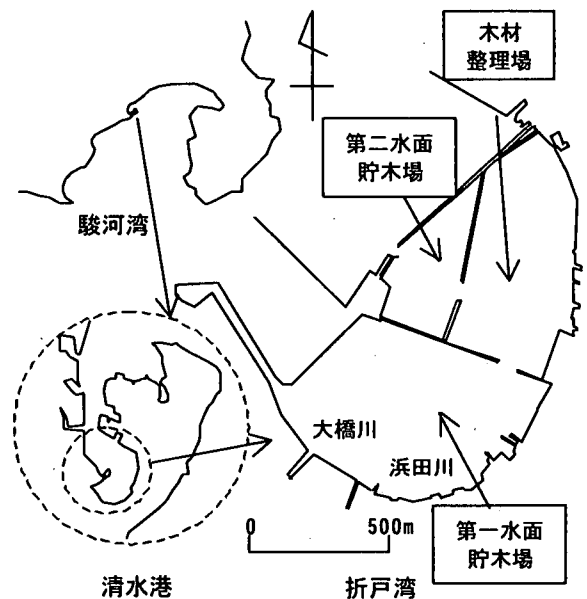 木材
整理場
第二水面
貯木場
駿河湾
大橋川
浜田川
0 500m
第一水面
貯木場
清水港
折戸湾